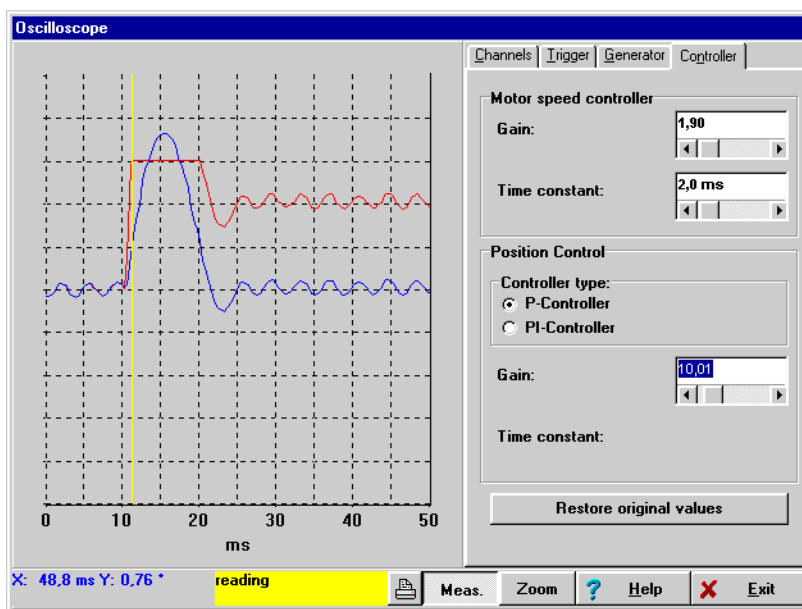 Oscilloscope
Channels Trigger Generator Controller
Motor speed controller
Gain: 1,90
Time constant: 2,0 ms
Position Control
Controller type:
P-Controller
PI-Controller
Gain: 10,01
Time constant:
Restore original values
0 10 20 30 40 50
ms
X: 48,8 ms Y: 0,76 °
reading
Meas. Zoom ? Help Exit